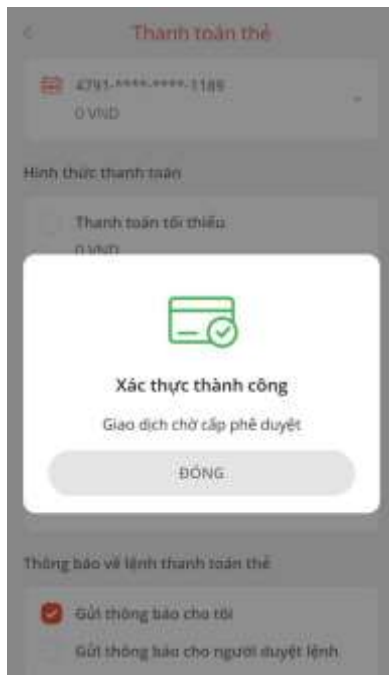 Thanh toán thẻ
4791-****-****-1189
0 VND
Hình thức thanh toán
Thanh toán tối thiểu
0 VND
Xác thực thành công
Giao dịch chờ cấp phê duyệt
ĐÓNG
Thông báo về lệnh thanh toán thẻ
Gửi thông báo cho tôi
Gửi thông báo cho người duyệt lệnh